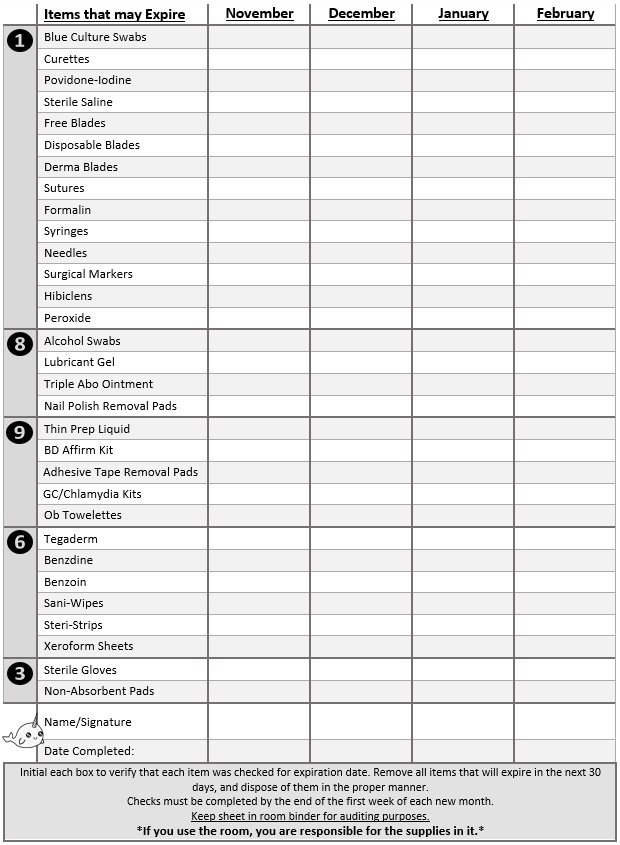 Items that may Expire November December January February
1 Blue Culture Swabs
Curettes
Povidone-Iodine
Sterile Saline
Free Blades
Disposable Blades
Derma Blades
Sutures
Formalin
Syringes
Needles
Surgical Markers
Hibiclens
Peroxide
8 Alcohol Swabs
Lubricant Gel
Triple Abo Ointment
Nail Polish Removal Pads
9 Thin Prep Liquid
BD Affirm Kit
Adhesive Tape Removal Pads
GC/Chlamydia Kits
Ob Towelettes
6 Tegaderm
Benzdine
Benzoin
Sani-Wipes
Steri-Strips
Xeroform Sheets
3 Sterile Gloves
Non-Absorbent Pads
Name/Signature
Date Completed:
Initial each box to verify that each item was checked for expiration date. Remove all items that will expire in the next 30
days, and dispose of them in the proper manner.
Checks must be completed by the end of the first week of each new month.
Keep sheet in room binder for auditing purposes.
*If you use the room, you are responsible for the supplies in it.*